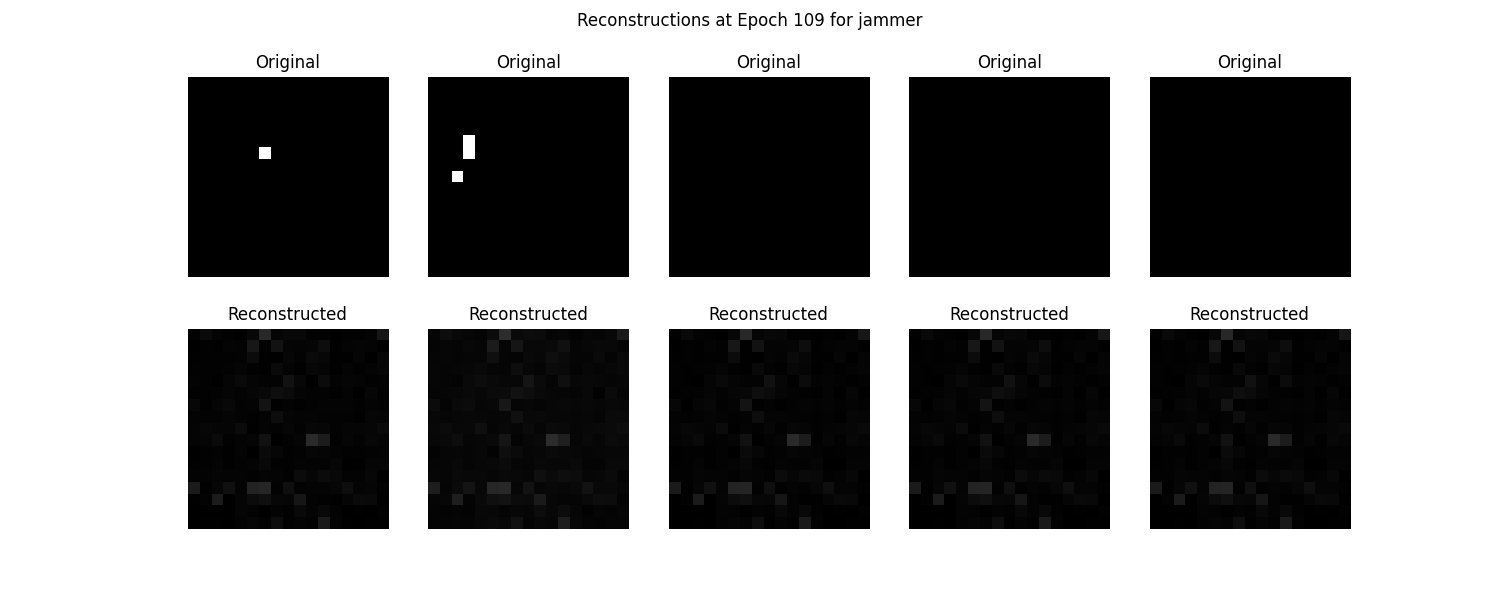 Reconstructions at Epoch 109 for jammer
Original Original Original Original Original
Reconstructed Reconstructed Reconstructed Reconstructed Reconstructed